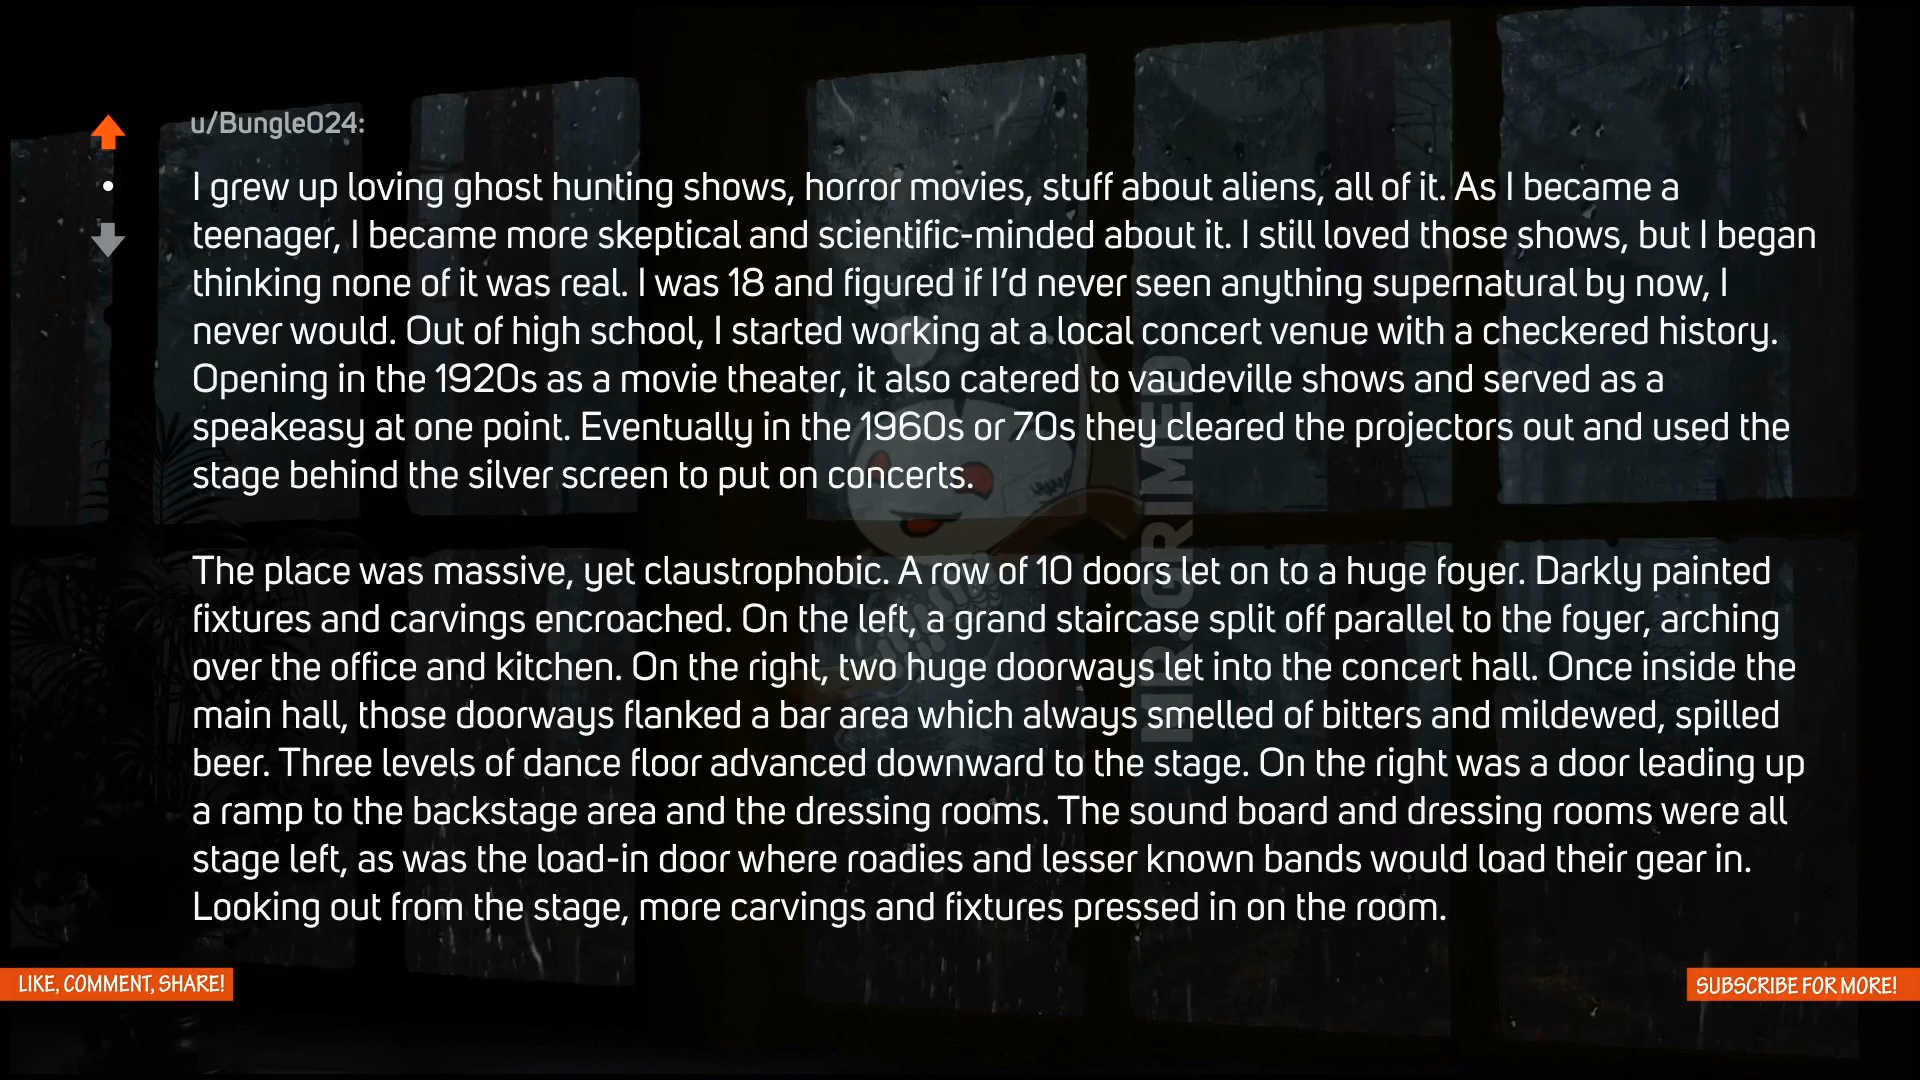 u/Bungle024:
I grew up loving ghost hunting shows, horror movies, stuff about aliens, all of it. As I became a
teenager, I became more skeptical and scientific-minded about it. I still loved those shows, but I began
thinking none of it was real. I was 18 and figured if I’d never seen anything supernatural by now, I
never would. Out of high school, I started working at a local concert venue with a checkered history.
Opening in the 1920s as a movie theater, it also catered to vaudeville shows and served as a
speakeasy at one point. Eventually in the 1960s or 70s they cleared the projectors out and used the
stage behind the silver screen to put on concerts.
The place was massive, yet claustrophobic. A row of 10 doors let on to a huge foyer. Darkly painted
fixtures and carvings encroached. On the left, a grand staircase split off parallel to the foyer, arching
over the office and kitchen. On the right, two huge doorways let into the concert hall. Once inside the
main hall, those doorways flanked a bar area which always smelled of bitters and mildewed, spilled
beer. Three levels of dance floor advanced downward to the stage. On the right was a door leading up
a ramp to the backstage area and the dressing rooms. The sound board and dressing rooms were all
stage left, as was the load-in door where roadies and lesser known bands would load their gear in.
Looking out from the stage, more carvings and fixtures pressed in on the room.
MR.GRIMED
LIKE, COMMENT, SHARE!
SUBSCRIBE FOR MORE!